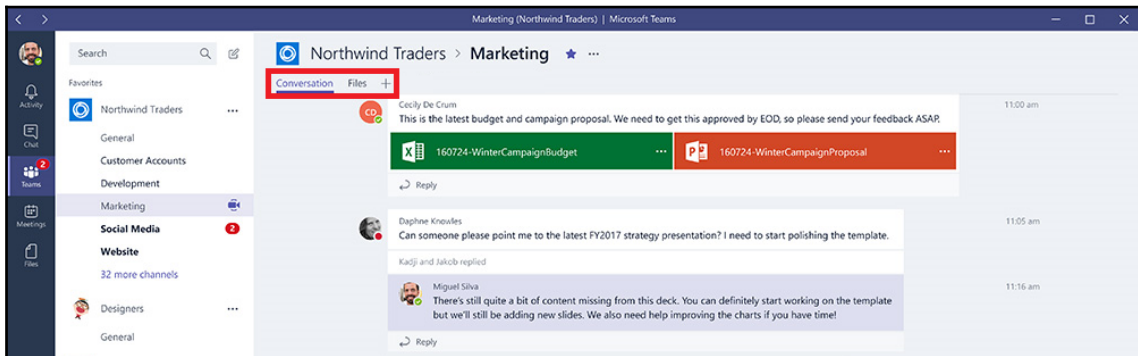 Marketing (Northwind Traders) | Microsoft Teams
Search
Northwind Traders > Marketing
Favorites
Conversation Files +
Activity
Northwind Traders
Cecily De Crum
11:00 am
CD
This is the latest budget and campaign proposal. We need to get this approved by EOD, so please send your feedback ASAP.
General
Chat
160724-WinterCampaignBudget
160724-WinterCampaignProposal
Customer Accounts
2
Teams
Development
Reply
Marketing
Meetings
Daphne Knowles
11:05 am
Social Media 2
Can someone please point me to the latest FY2017 strategy presentation? I need to start polishing the template.
Website
Files
Kadji and Jakob replied
32 more channels
Miguel Silva
11:16 am
There's still quite a bit of content missing from this deck. You can definitely start working on the template
Designers
but we'll still be adding new slides. We also need help improving the charts if you have time!
General
Reply